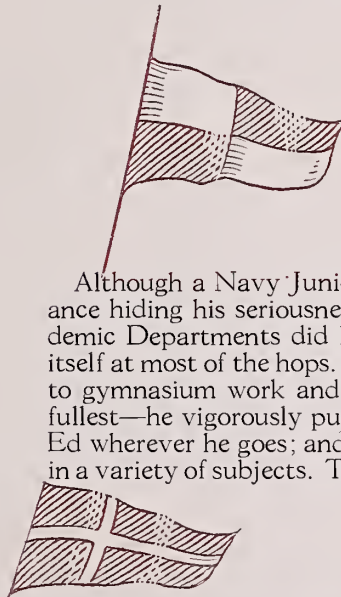 Although a Navy Juni
ance hiding his seriousne
demic Departments did
itself at most of the hops.
to gymnasium work and
fullest—he vigorously pu
Ed wherever he goes; and
in a variety of subjects. T